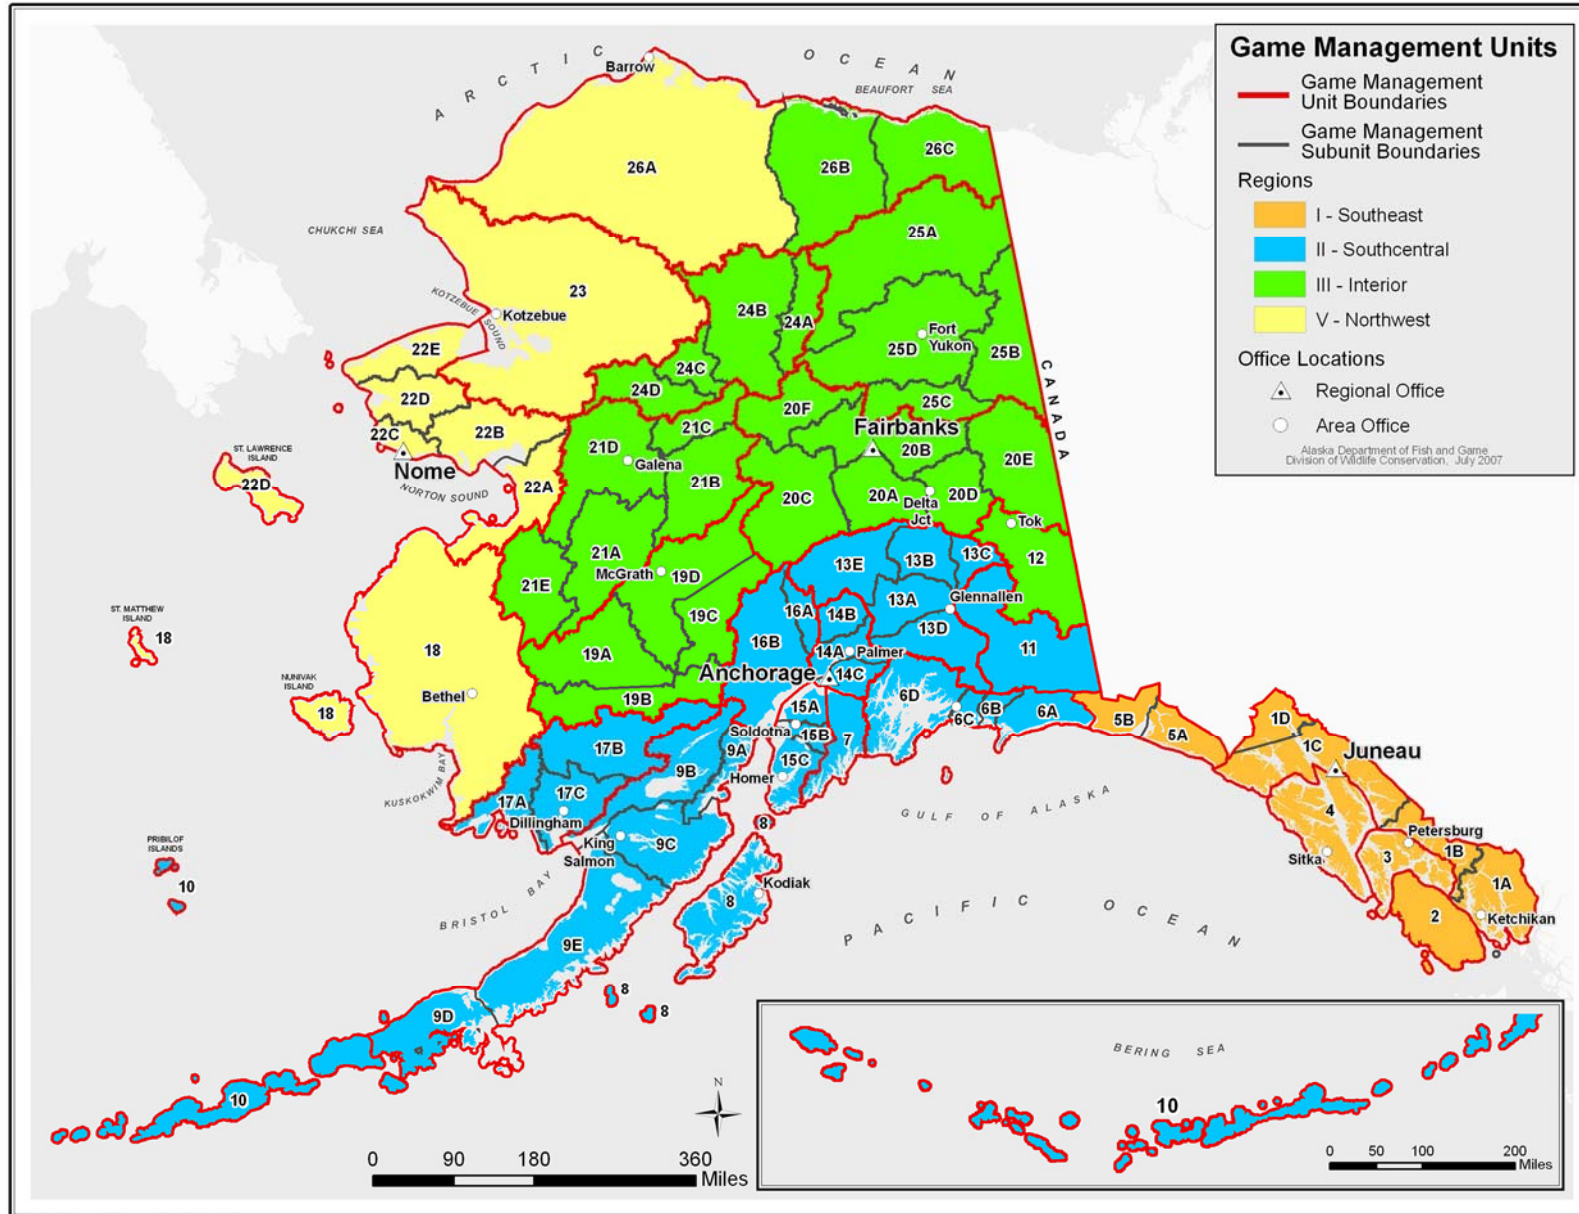 ARCTIC OCEAN
BEAUFORT SEA
Barrow
26A
26B
26C
CHUKCHI SEA
25A
KOTZEBUE SOUND
23
Kotzebue
24B
24A
Fort
Yukon
25D
25B
CANADA
22E
24C
24D
22D
25C
20F
21C
22C
22B
21D
Fairbanks
20B
Nome
Galena
20E
ST. LAWRENCE
ISLAND
22D
NORTON SOUND
22A
21B
20C
20A
Delta
Jct
20D
Tok
21A
13E
13B
13C
12
21E
McGrath
19D
13A
Glennallen
16A
14B
19C
13D
ST. MATTHEW
ISLAND
18
16B
18
19A
14A
Palmer
11
Anchorage
14C
NUNIVAK
ISLAND
18
Bethel
19B
6D
15A
6C
6B
6A
5B
5A
1D
Soldotna
15B
7
1C
17B
9A
Juneau
KUSKOKWIM BAY
9B
15C
Homer
17A
17C
GULF OF ALASKA
4
Dillingham
8
PRIBILOF
ISLANDS
10
King
Salmon
9C
Petersburg
Sitka
3
1B
Kodiak
8
1A
BRISTOL BAY
PACIFIC OCEAN
2
Ketchikan
9E
8
8
9D
10
N
0 90 180 360
Miles
Game Management Units
Game Management
Unit Boundaries
Game Management
Subunit Boundaries
Regions
I - Southeast
II - Southcentral
III - Interior
V - Northwest
Office Locations
Regional Office
Area Office
Alaska Department of Fish and Game
Division of Wildlife Conservation, July 2007
BERING SEA
10
0 50 100 200
Miles